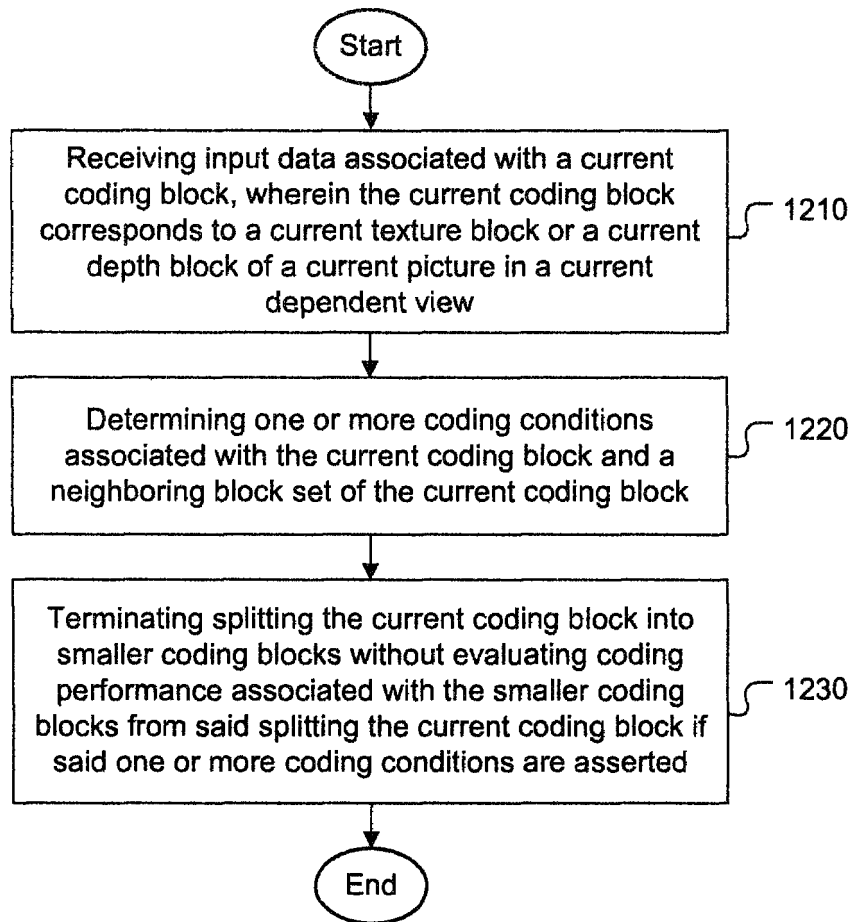 Start
Receiving input data associated with a current
coding block, wherein the current coding block
corresponds to a current texture block or a current
depth block of a current picture in a current
dependent view
1210
Determining one or more coding conditions
associated with the current coding block and a
neighboring block set of the current coding block
1220
Terminating splitting the current coding block into
smaller coding blocks without evaluating coding
performance associated with the smaller coding
blocks from said splitting the current coding block if
said one or more coding conditions are asserted
1230
End